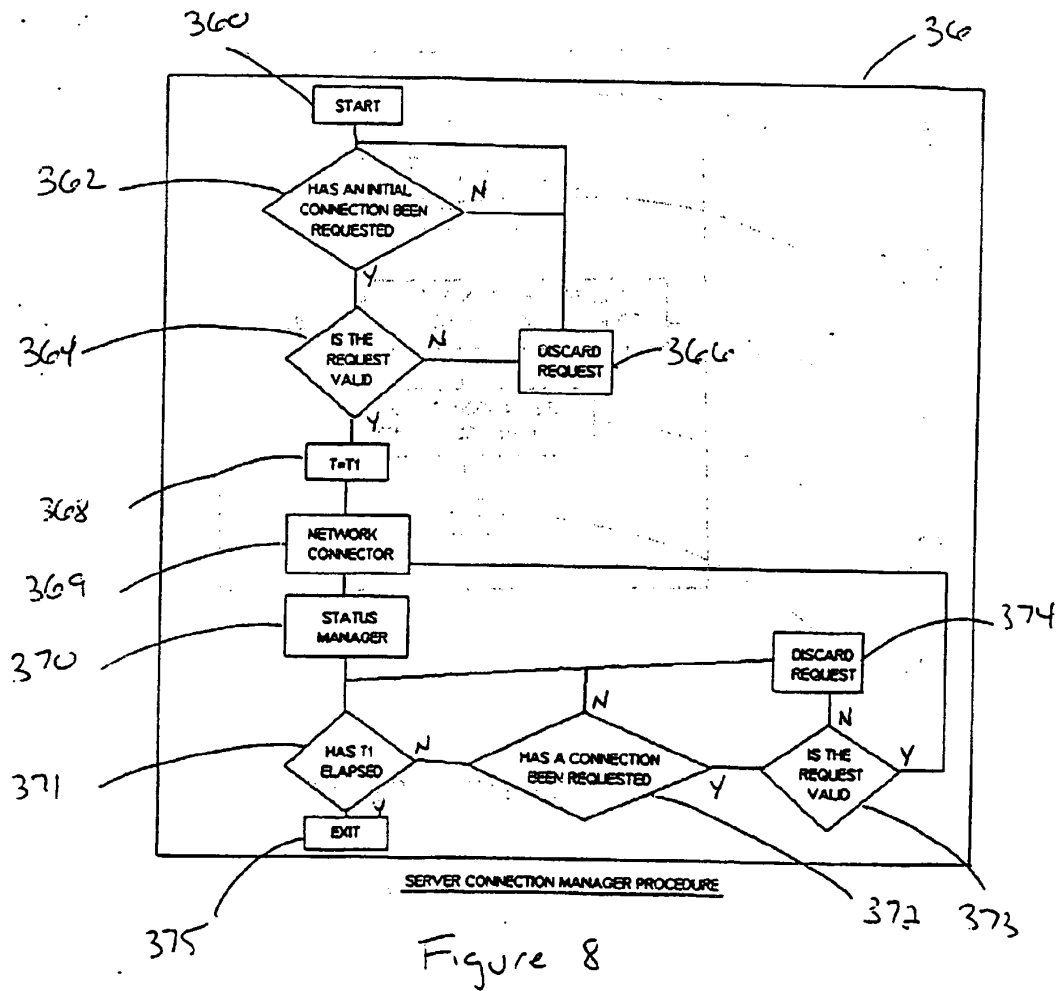 360
36
START
362
HAS AN INITIAL
CONNECTION BEEN
REQUESTED
N
Y
364
IS THE
REQUEST
VALID
N
DISCARD
REQUEST
366
Y
T=T1
368
NETWORK
CONNECTOR
369
STATUS
MANAGER
370
374
DISCARD
REQUEST
N
N
HAS T1
ELAPSED
N
HAS A CONNECTION
BEEN REQUESTED
Y
IS THE
REQUEST
VALID
Y
371
Y
EXIT
SERVER CONNECTION MANAGER PROCEDURE
375
372
373
Figure 8